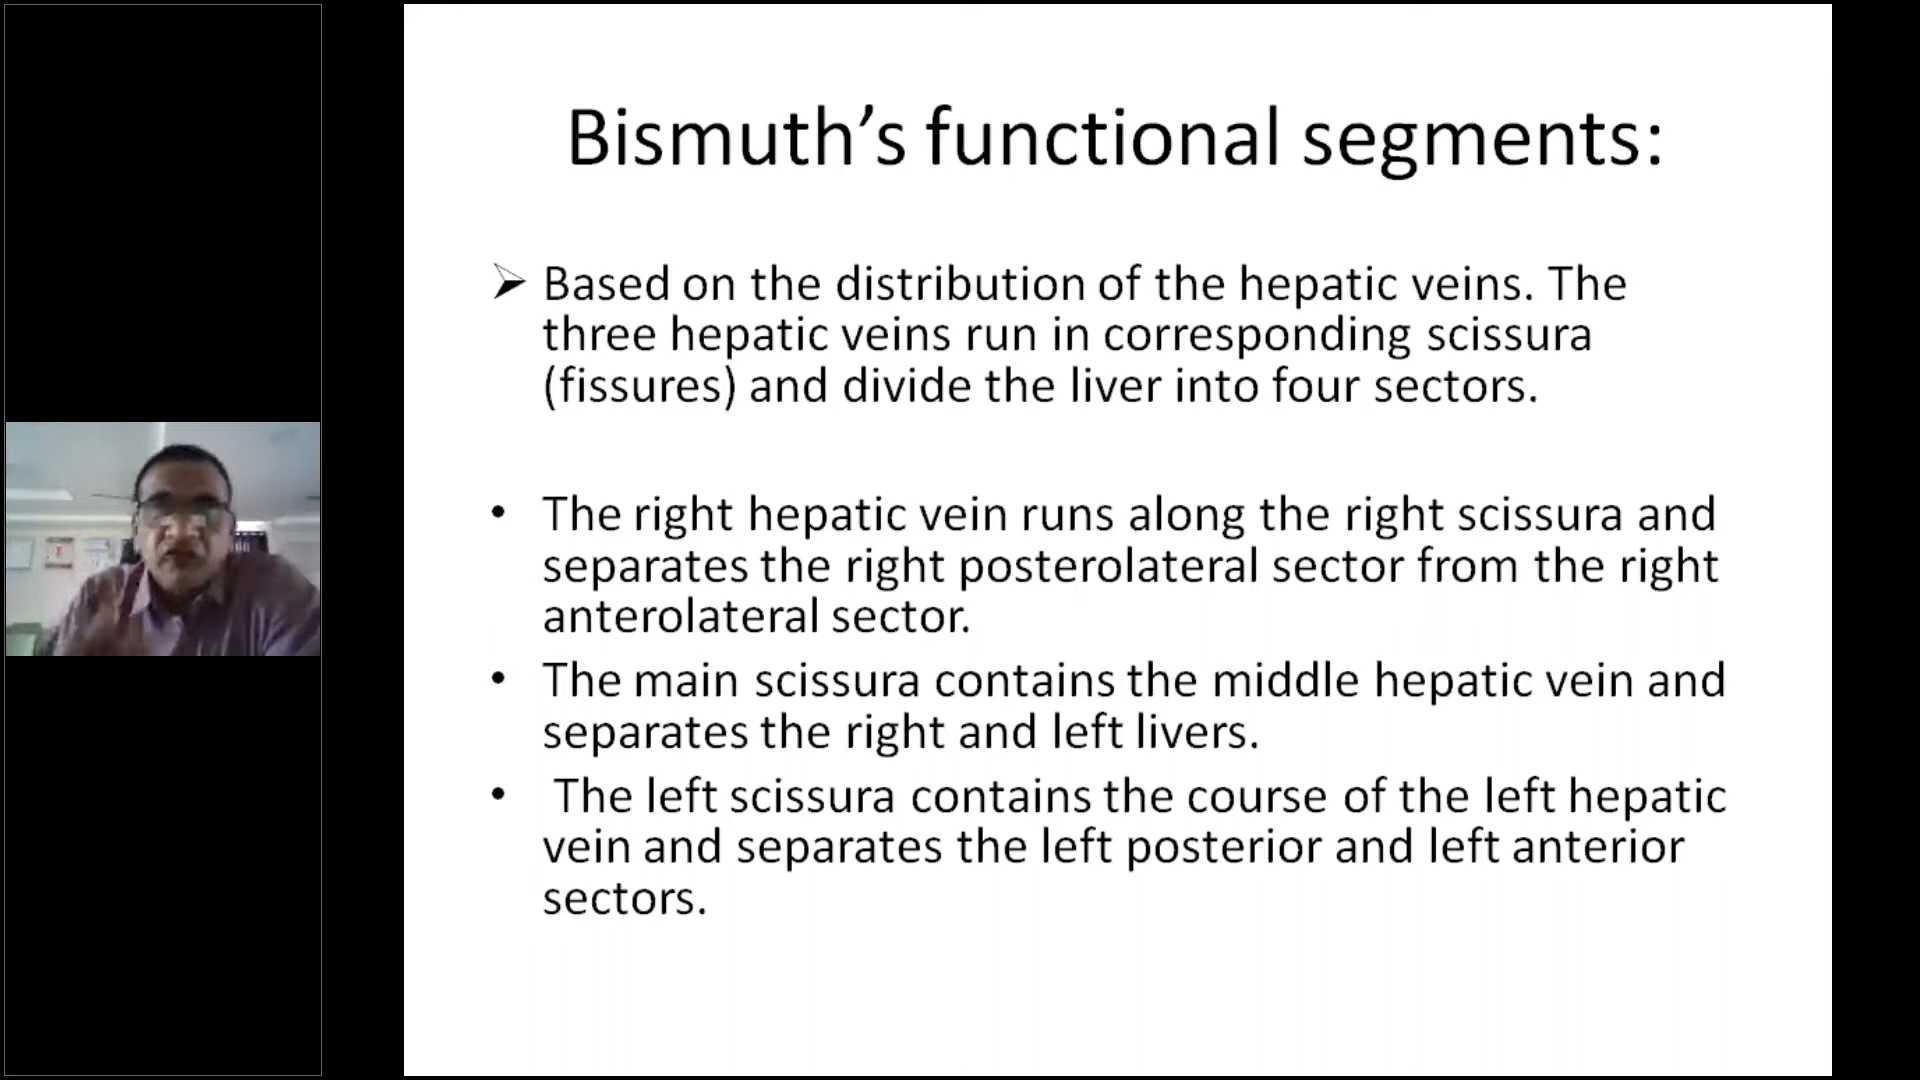 Bismuth’s functional segments:
➢ Based on the distribution of the hepatic veins. The
three hepatic veins run in corresponding scissura
(fissures) and divide the liver into four sectors.
• The right hepatic vein runs along the right scissura and
separates the right posterolateral sector from the right
anterolateral sector.
• The main scissura contains the middle hepatic vein and
separates the right and left livers.
• The left scissura contains the course of the left hepatic
vein and separates the left posterior and left anterior
sectors.